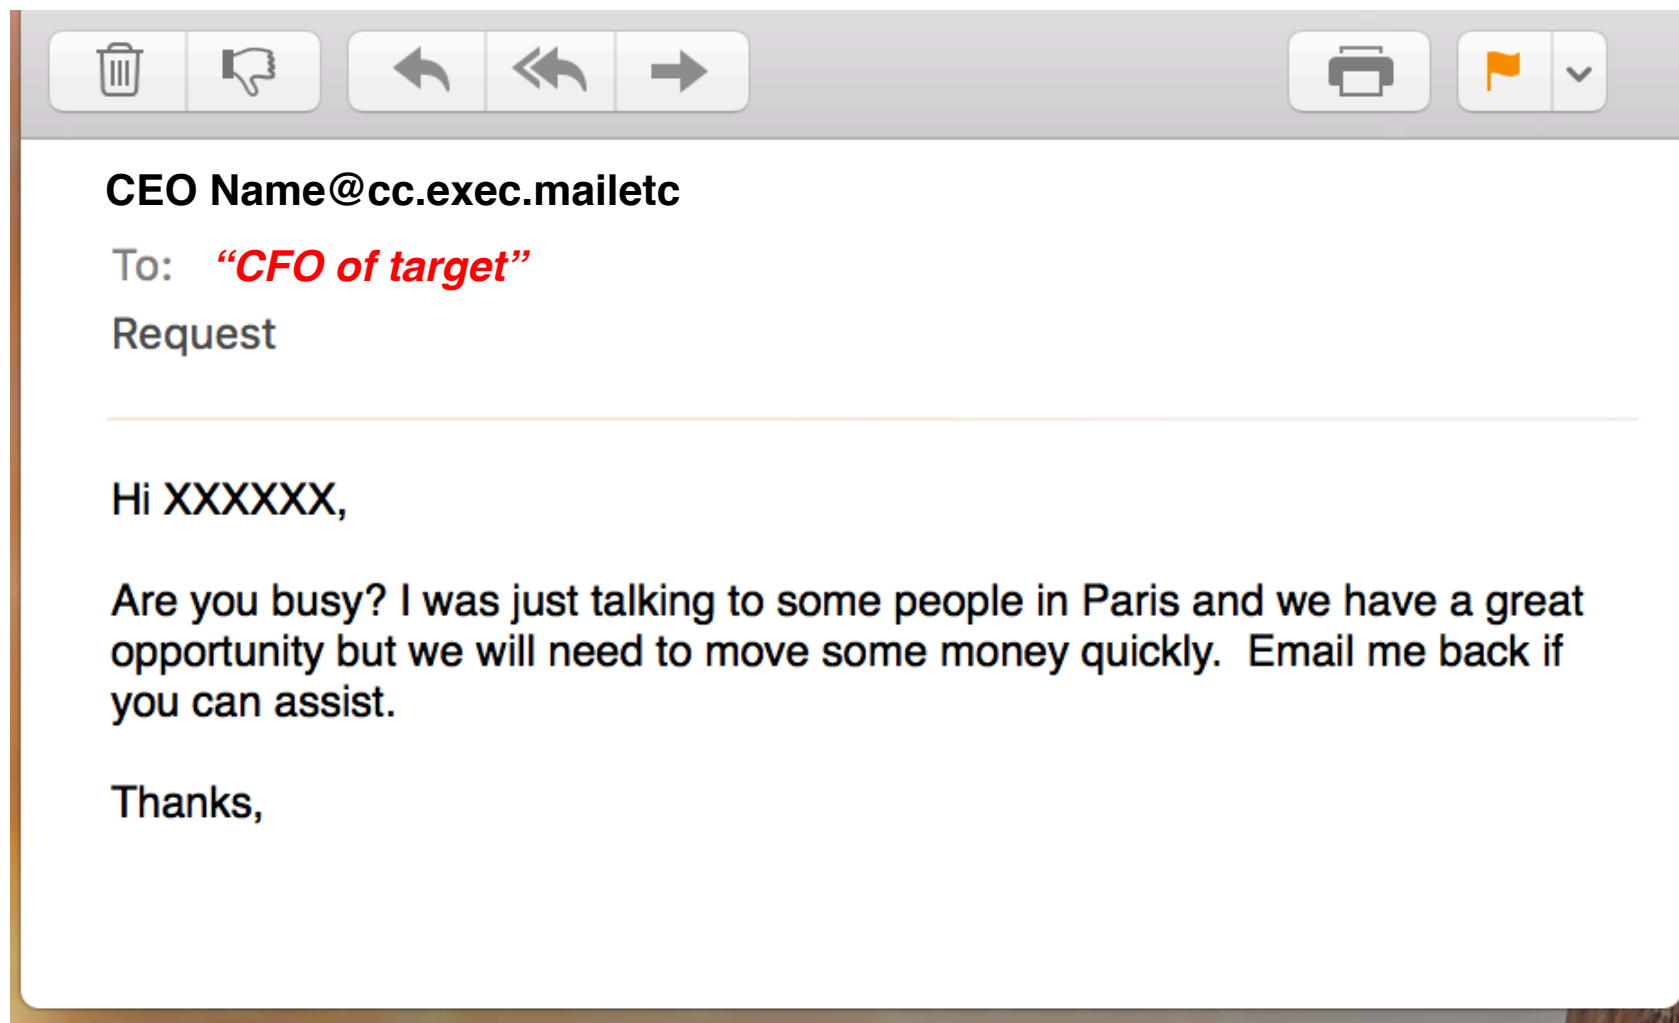 CEO Name@cc.exec.mailetc
To: “CFO of target”
Request
Hi XXXXXX,
Are you busy? I was just talking to some people in Paris and we have a great
opportunity but we will need to move some money quickly.  Email me back if
you can assist.
Thanks,